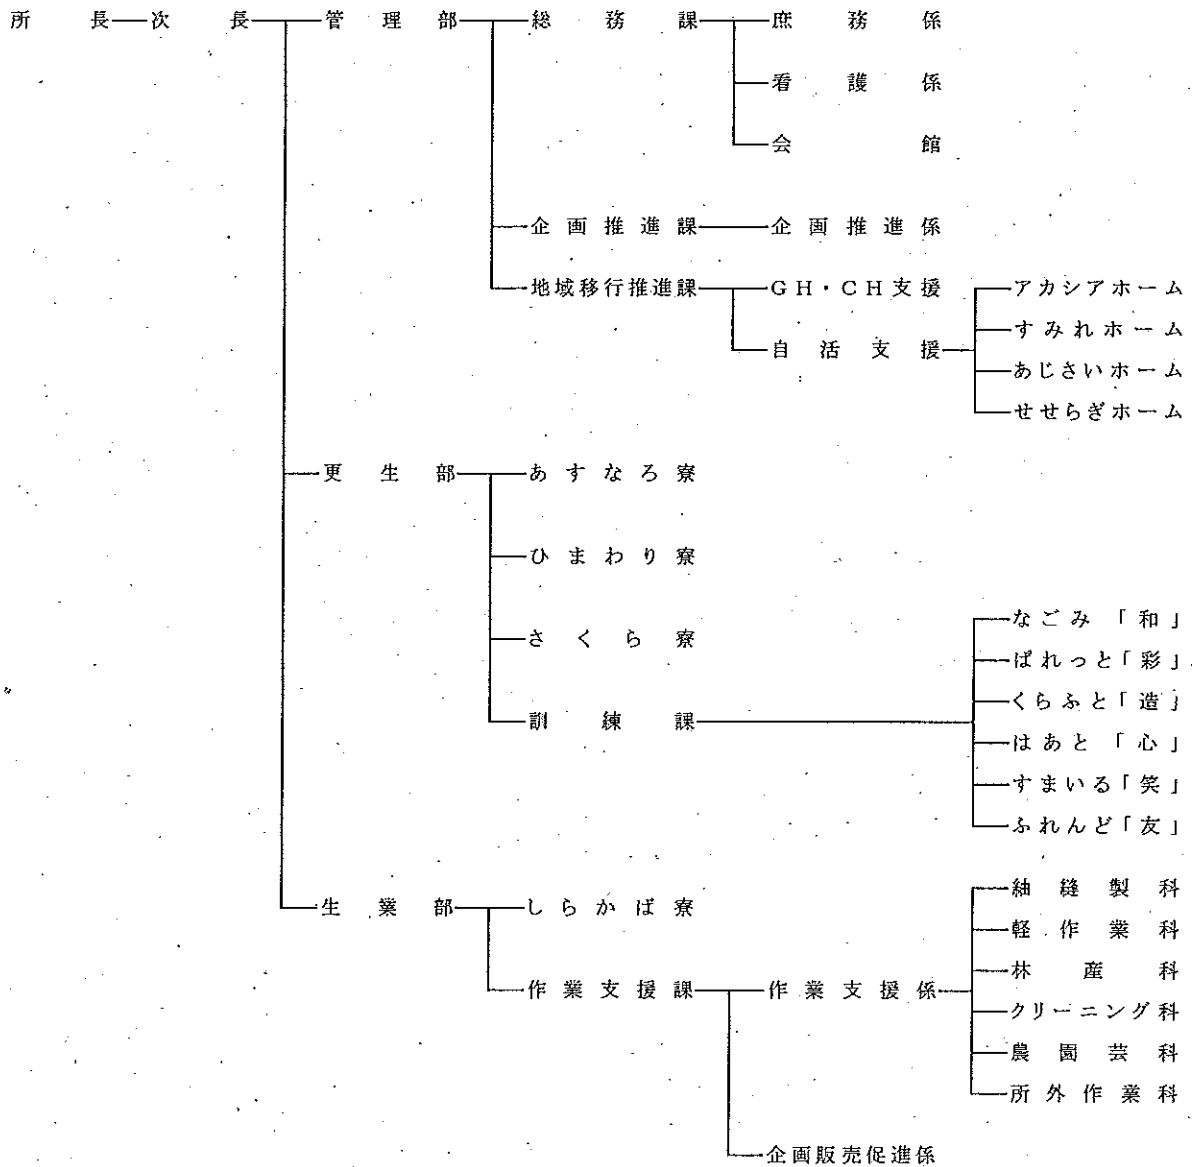 所長 次長 管理部 総務課 庶務係
看護係
会館
企画推進課 企画推進係
地域移行推進課 GH・CH支援 アカシアホーム
すみれホーム
自活支援
あじさいホーム
せせらぎホーム
更生部 あすなろ寮
ひまわり寮
なごみ「和」
さくら寮
ぱれっと「彩」
くらふと「造」
訓練課
はあと「心」
すまいる「笑」
ふれんど「友」
紬縫製科
生業部 しらかば寮
軽作業科
林産科
作業支援課 作業支援係
クリーニング科
農園芸科
所外作業科
企画販売促進係